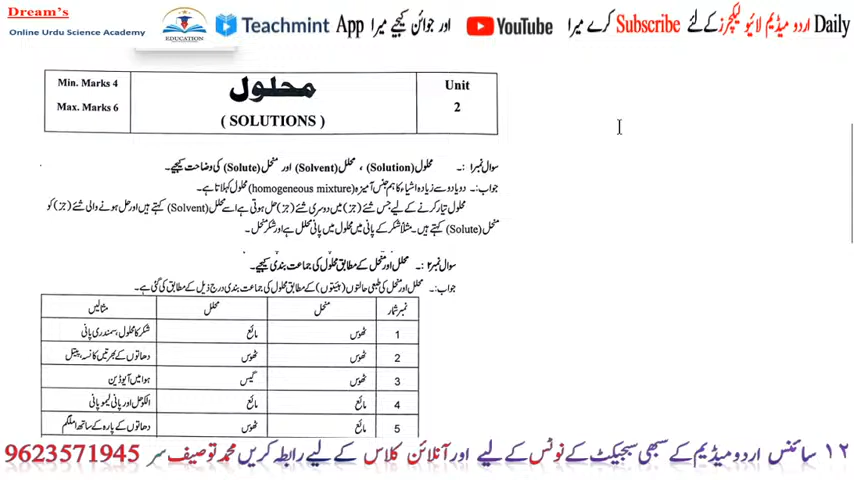 Dream's
Online Urdu Science Academy
EDUCATION
Teachmint App اور جوائن کیجیے میرا
Daily اردو میڈیم لائیو لیکچرز کے لئے Subscribe کرے میرا YouTube
Min. Marks 4
Max. Marks 6
محلول
( SOLUTIONS )
Unit
2
سوال نمبر ۱ :۔ محلول (Solution) ، محلل (Solvent) اور منحل (Solute) کی وضاحت کیجیے۔
جواب :۔ دو یا دو سے زیادہ اشیاء کا ہم جنس آمیزہ (homogeneous mixture) محلول کہلاتا ہے۔
محلول تیار کرنے کے لیے جس شئے (جز) میں دوسری شئے (جز) حل ہوتی ہے اسے محلل (Solvent) کہتے ہیں اور حل ہونے والی شئے (جز) کو
منحل (Solute) کہتے ہیں۔ مثلاً شکر کے پانی میں محلول میں پانی محلل ہے اور شکر منحل۔
سوال نمبر ۲ :۔ محلل اور منحل کے مطابق محلول کی جماعت بندی کیجیے۔
جواب :۔ محلل اور منحل کی طبعی حالتوں (ہیئتوں) کے مطابق محلول کی جماعت بندی درج ذیل کے مطابق کی گئی ہے۔
نمبر شمار منحل محلل مثالیں
1 ٹھوس مائع شکر کا محلول، سمندری پانی
2 ٹھوس ٹھوس دھاتوں کے بھرتیں کانسہ، پیتل
3 ٹھوس گیس ہوا میں آیوڈین
4 مائع مائع الکوحل اور پانی لیمو پانی
5 مائع ٹھوس دھاتوں کے پارہ کے ساتھ املگم
۱۲ سائنس اردو میڈیم کے سبھی سبجیکٹ کے نوٹس کے لیے اور آنلائن کلاس کے لیے رابطہ کریں محمد توصیف سر 9623571945